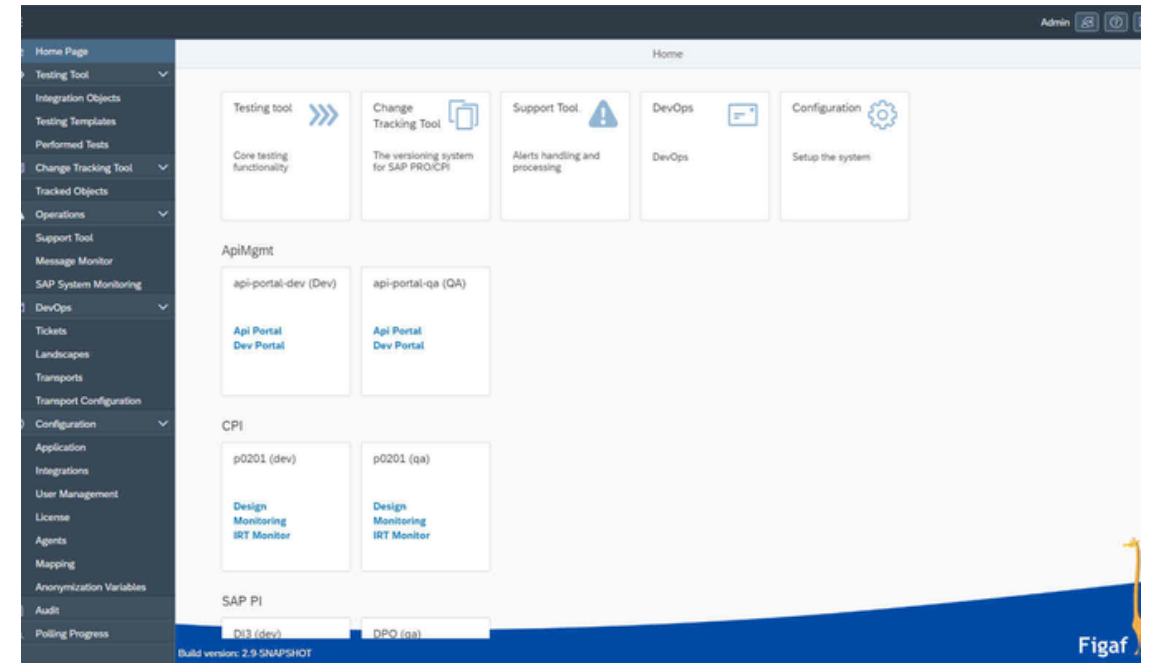 Admin
Home Page
Testing Tool
Integration Objects
Testing Templates
Performed Tests
Change Tracking Tool
Tracked Objects
Operations
Support Tool
Message Monitor
SAP System Monitoring
DevOps
Tickets
Landscapes
Transports
Transport Configuration
Configuration
Application
Integrations
User Management
License
Agents
Mapping
Anonymization Variables
Audit
Polling Progress
Home
Testing tool
Core testing
functionality
Change
Tracking Tool
The versioning system
for SAP PRO/CPI
Support Tool
Alerts handling and
processing
DevOps
DevOps
Configuration
Setup the system
ApiMgmt
api-portal-dev (Dev)
Api Portal
Dev Portal
api-portal-qa (QA)
Api Portal
Dev Portal
CPI
p0201 (dev)
Design
Monitoring
IRT Monitor
p0201 (qa)
Design
Monitoring
IRT Monitor
SAP PI
DI3 (dev)
DPO (qa)
Build version: 2.9-SNAPSHOT
Figaf